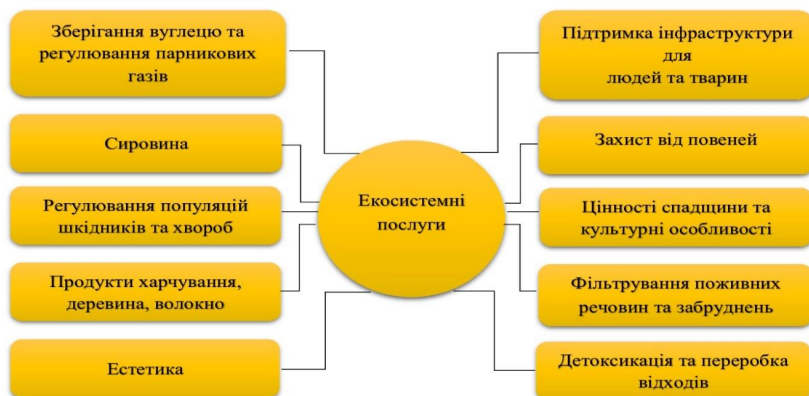 Зберігання вуглецю та
регулювання парникових
газів
Сировина
Регулювання популяцій
шкідників та хвороб
Продукти харчування,
деревина, волокно
Естетика
Екосистемні
послуги
Підтримка інфраструктури
для
людей та тварин
Захист від повеней
Цінності спадщини та
культурні особливості
Фільтрування поживних
речовин та забруднень
Детоксикація та переробка
відходів